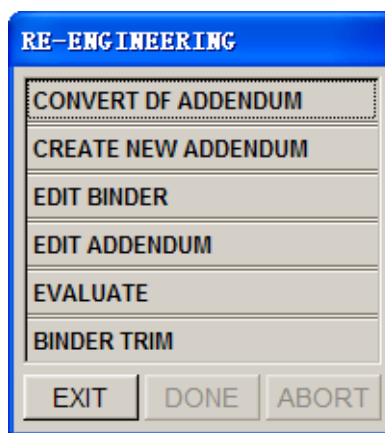 RE-ENGINEERING
CONVERT DF ADDENDUM
CREATE NEW ADDENDUM
EDIT BINDER
EDIT ADDENDUM
EVALUATE
BINDER TRIM
EXIT DONE ABORT